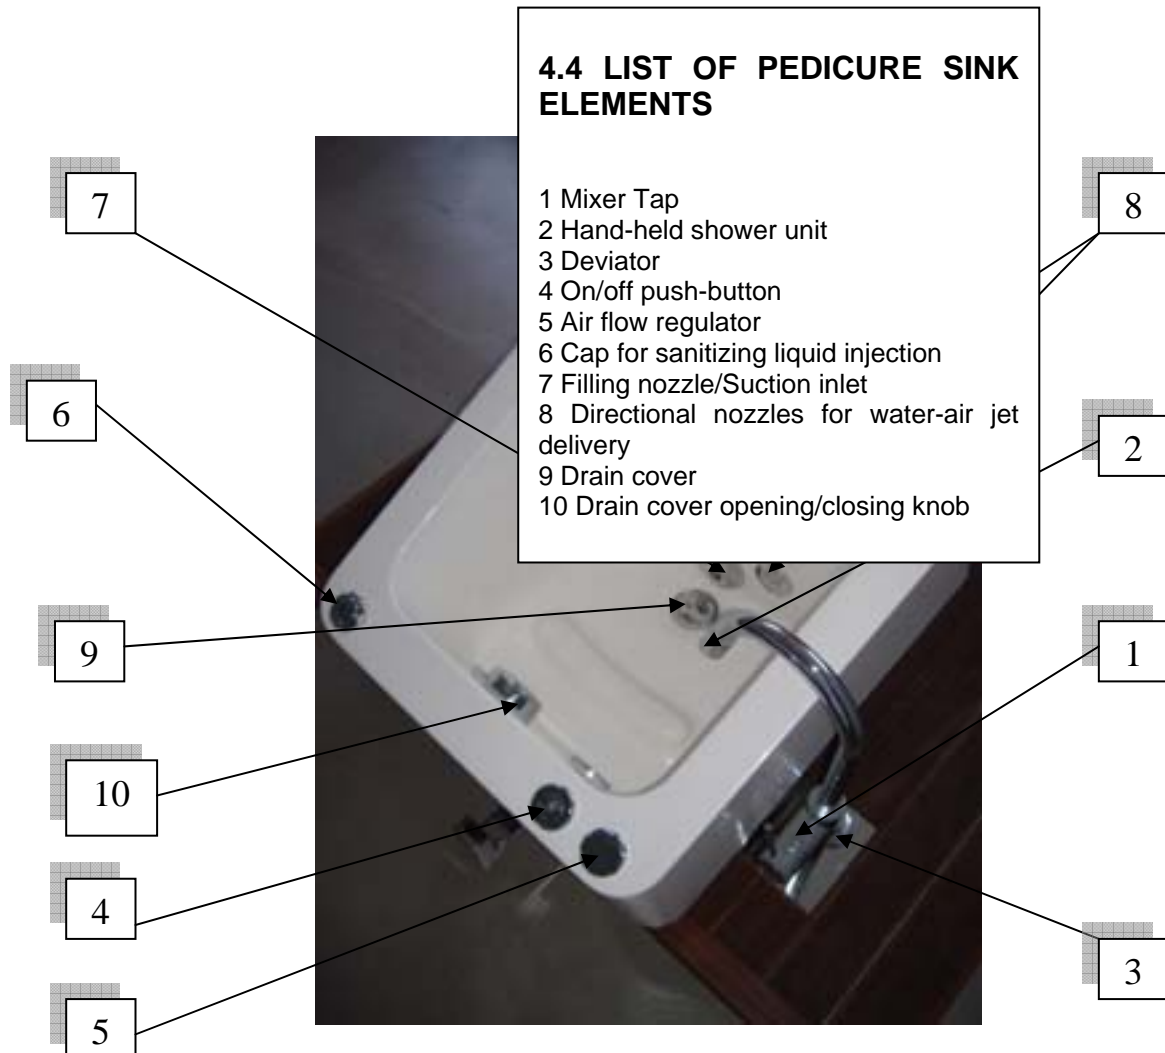 4.4 LIST OF PEDICURE SINK
ELEMENTS
1 Mixer Tap
2 Hand-held shower unit
3 Deviator
4 On/off push-button
5 Air flow regulator
6 Cap for sanitizing liquid injection
7 Filling nozzle/Suction inlet
8 Directional nozzles for water-air jet
delivery
9 Drain cover
10 Drain cover opening/closing knob
7
8
6
2
9
1
10
4
3
5